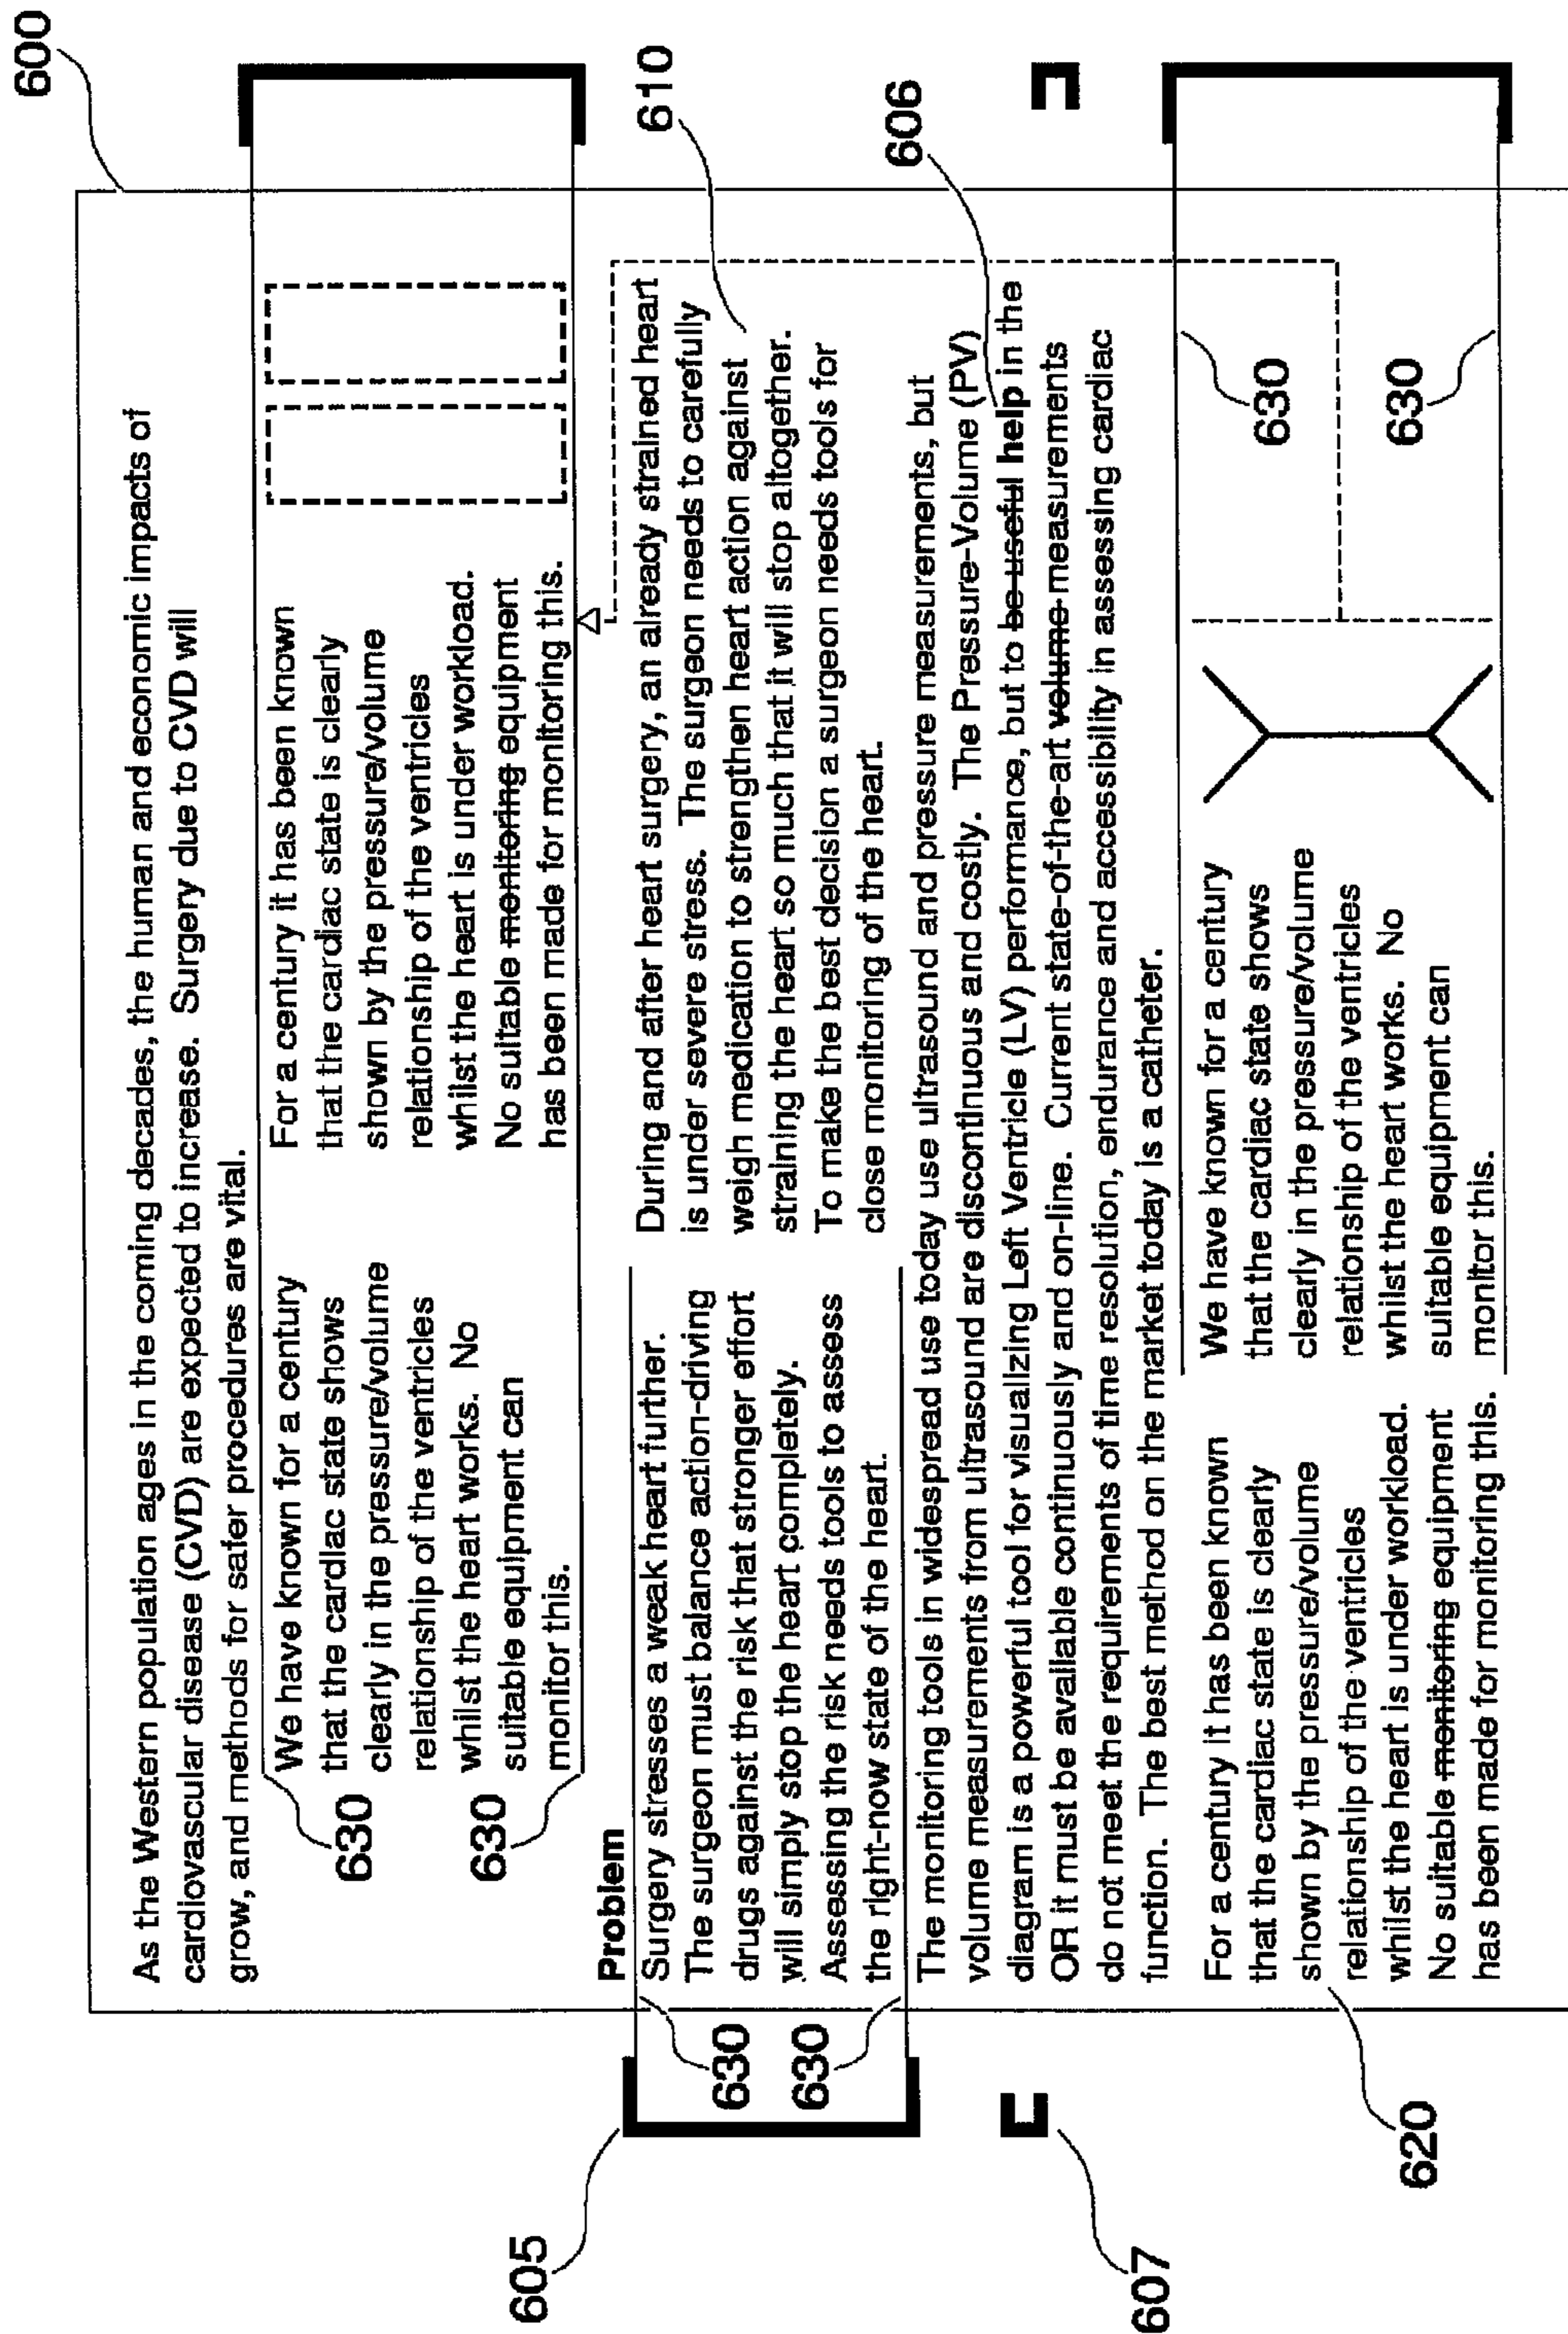 600
As the Western population ages in the coming decades, the human and economic impacts of
cardiovascular disease (CVD) are expected to increase. Surgery due to CVD will
grow, and methods for safer procedures are vital.
We have known for a century
that the cardiac state shows
clearly in the pressure/volume
relationship of the ventricles
whilst the heart works. No
suitable equipment can
monitor this.
630
630
For a century it has been known
that the cardiac state is clearly
shown by the pressure/volume
relationship of the ventricles
whilst the heart is under workload.
No suitable monitoring equipment
has been made for monitoring this.
605
Problem
Surgery stresses a weak heart further.
The surgeon must balance action-driving
drugs against the risk that stronger effort
will simply stop the heart completely.
Assessing the risk needs tools to assess
the right-now state of the heart.
630
630
During and after heart surgery, an already strained heart
is under severe stress. The surgeon needs to carefully
weigh medication to strengthen heart action against
straining the heart so much that it will stop altogether.
To make the best decision a surgeon needs tools for
close monitoring of the heart.
610
606
The monitoring tools in widespread use today use ultrasound and pressure measurements, but
volume measurements from ultrasound are discontinuous and costly. The Pressure-Volume (PV)
diagram is a powerful tool for visualizing Left Ventricle (LV) performance, but to be useful help in the
OR it must be available continuously and on-line. Current state-of-the-art volume measurements
do not meet the requirements of time resolution, endurance and accessibility in assessing cardiac
function. The best method on the market today is a catheter.
607
For a century it has been known
that the cardiac state is clearly
shown by the pressure/volume
relationship of the ventricles
whilst the heart is under workload.
No suitable monitoring equipment
has been made for monitoring this.
620
We have known for a century
that the cardiac state shows
clearly in the pressure/volume
relationship of the ventricles
whilst the heart works. No
suitable equipment can
monitor this.
630
630